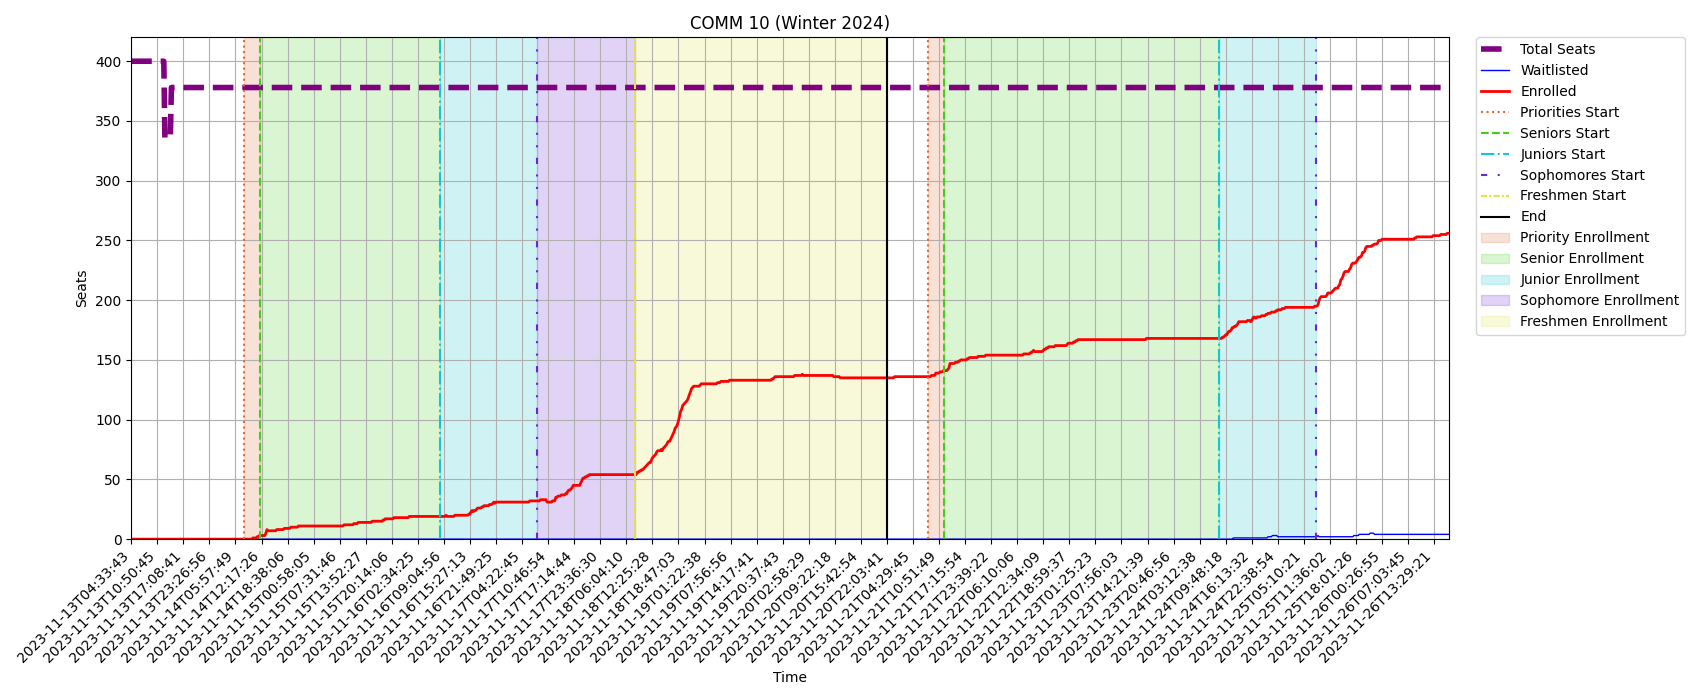 COMM 10 (Winter 2024)
Seats
400
350
300
250
200
150
100
50
0
2023-11-13T04:33:43
2023-11-13T10:50:45
2023-11-13T17:08:41
2023-11-13T23:26:56
2023-11-14T05:57:49
2023-11-14T12:17:26
2023-11-14T18:38:06
2023-11-15T00:58:05
2023-11-15T07:31:46
2023-11-15T13:52:27
2023-11-15T20:14:06
2023-11-16T02:34:25
2023-11-16T09:04:56
2023-11-16T15:27:13
2023-11-16T21:49:25
2023-11-17T04:22:45
2023-11-17T10:46:54
2023-11-17T17:14:44
2023-11-17T23:36:30
2023-11-18T06:04:10
2023-11-18T12:25:28
2023-11-18T18:47:03
2023-11-19T01:22:38
2023-11-19T07:56:56
2023-11-19T14:17:41
2023-11-19T20:37:43
2023-11-20T02:58:29
2023-11-20T09:22:18
2023-11-20T15:42:54
2023-11-20T22:03:41
2023-11-21T04:29:45
2023-11-21T10:51:49
2023-11-21T17:15:54
2023-11-21T23:39:22
2023-11-22T06:10:06
2023-11-22T12:34:09
2023-11-22T18:59:37
2023-11-23T01:25:23
2023-11-23T07:56:03
2023-11-23T14:21:39
2023-11-23T20:46:56
2023-11-24T03:12:38
2023-11-24T09:48:18
2023-11-24T16:13:32
2023-11-24T22:38:54
2023-11-25T05:10:21
2023-11-25T11:36:02
2023-11-25T18:01:26
2023-11-26T00:26:55
2023-11-26T07:03:45
2023-11-26T13:29:21
Time
Total Seats
Waitlisted
Enrolled
Priorities Start
Seniors Start
Juniors Start
Sophomores Start
Freshmen Start
End
Priority Enrollment
Senior Enrollment
Junior Enrollment
Sophomore Enrollment
Freshmen Enrollment